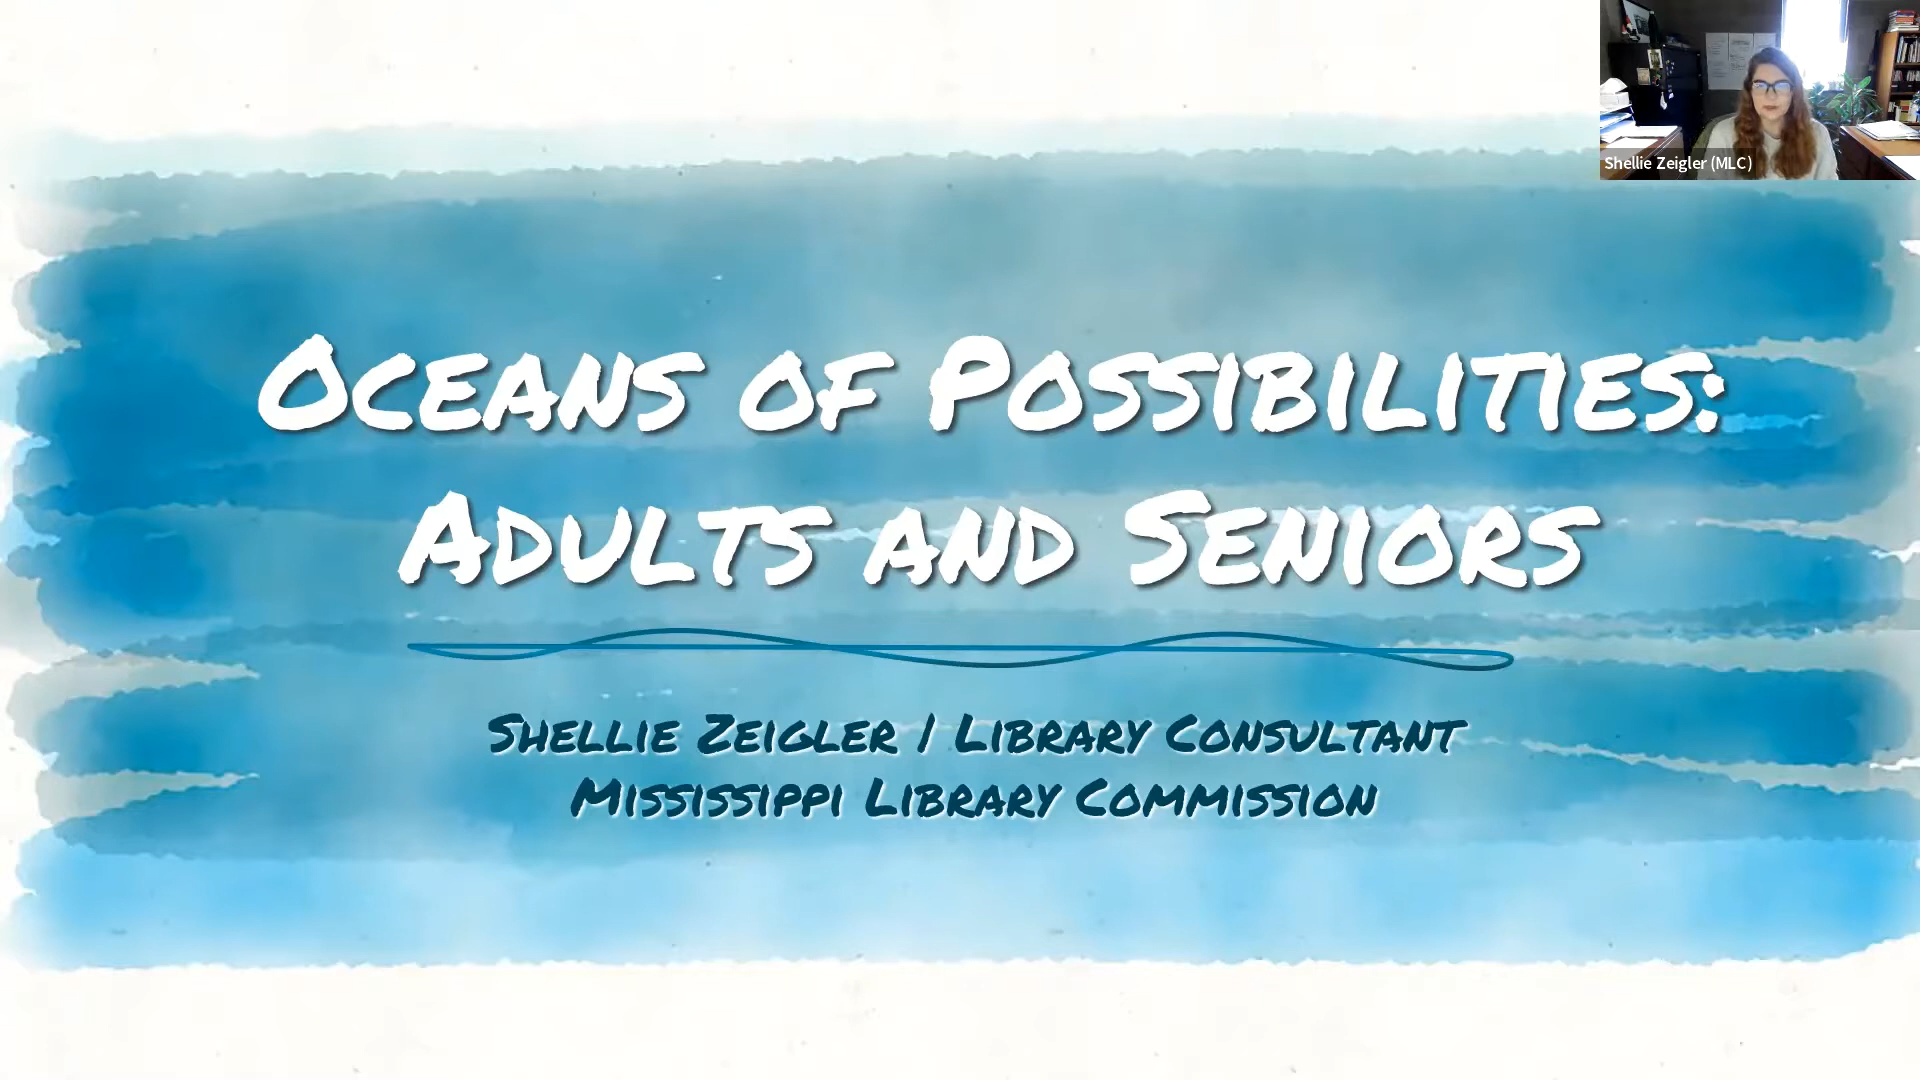 Shellie Zeigler (MLC)
OCEANS OF POSSIBILITIES:
ADULTS AND SENIORS
SHELLIE ZEIGLER | LIBRARY CONSULTANT
MISSISSIPPI LIBRARY COMMISSION